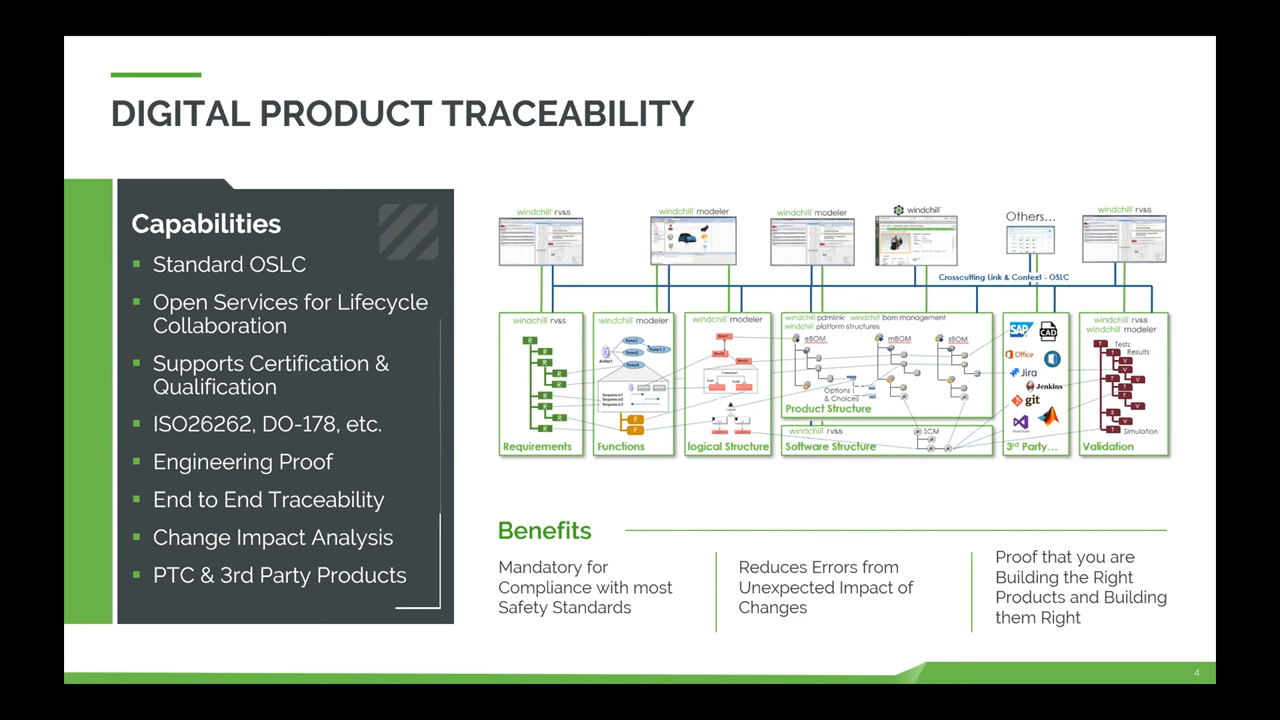 DIGITAL PRODUCT TRACEABILITY
Capabilities
Standard OSLC
Open Services for Lifecycle
Collaboration
Supports Certification &
Qualification
ISO26262, DO-178, etc.
Engineering Proof
End to End Traceability
Change Impact Analysis
PTC & 3rd Party Products
windchill rv&s
windchill modeler
windchill modeler
windchill
Others...
windchill rv&s
Crosscutting Link & Context - OSLC
windchill rv&s
R
R
R
R
R
R
R
R
Requirements
windchill modeler
Actor1
Sequence1
Sequence2
Sequence3
F
F
Functions
windchill modeler
logical Structure
windchill pdmlink windchill bom management
windchill platform structures
eBOM
mBOM
sBOM
Options
& Choices
Product Structure
windchill rv&s
SCM
Software Structure
SAP
CAD
Office
Jira
Jenkins
git
3rd Party...
windchill rv&s
windchill modeler
Tests
Results
Simulation
Validation
Benefits
Mandatory for
Compliance with most
Safety Standards
Reduces Errors from
Unexpected Impact of
Changes
Proof that you are
Building the Right
Products and Building
them Right
4